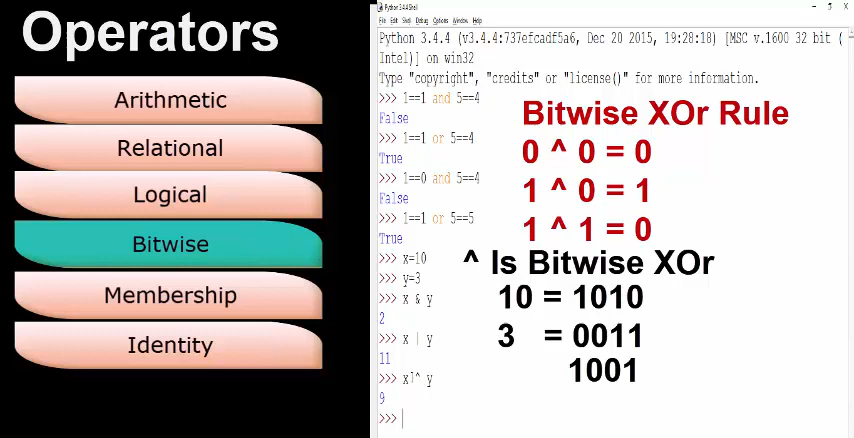 Operators
Arithmetic
Relational
Logical
Bitwise
Membership
Identity
Python 3.4.4 Shell
File Edit Shell Debug Options Window Help
Python 3.4.4 (v3.4.4:737efcadf5a6, Dec 20 2015, 19:28:18) [MSC v.1600 32 bit (
Intel)] on win32
Type "copyright", "credits" or "license()" for more information.
>>> 1==1 and 5==4
False
>>> 1==1 or 5==4
True
>>> 1==0 and 5==4
False
>>> 1==1 or 5==5
True
>>> x=10
>>> y=3
>>> x & y
2
>>> x | y
11
>>> x ^ y
9
>>>
Bitwise XOr Rule
0 ^ 0 = 0
1 ^ 0 = 1
1 ^ 1 = 0
^ Is Bitwise XOr
10 = 1010
3 = 0011
1001